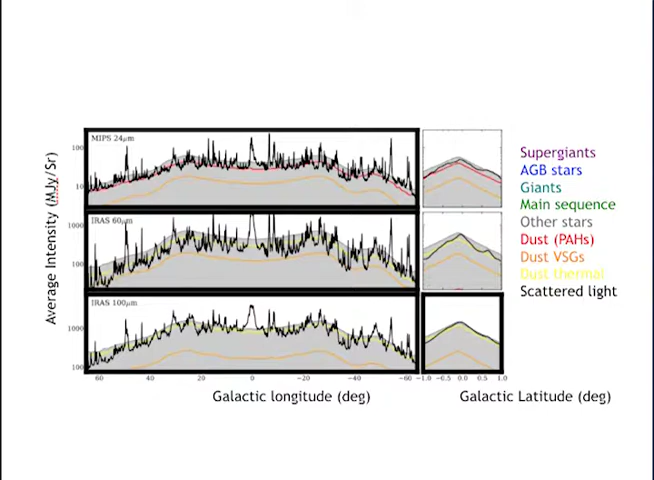 MIPS 24μm
100
10
IRAS 60μm
1000
100
IRAS 100μm
1000
100
60 40 20 0 −20 −40 −60 −1.0 −0.5 0.0 0.5 1.0
Average Intensity (MJy/Sr)
Galactic longitude (deg)
Galactic Latitude (deg)
Supergiants
AGB stars
Giants
Main sequence
Other stars
Dust (PAHs)
Dust VSGs
Dust thermal
Scattered light